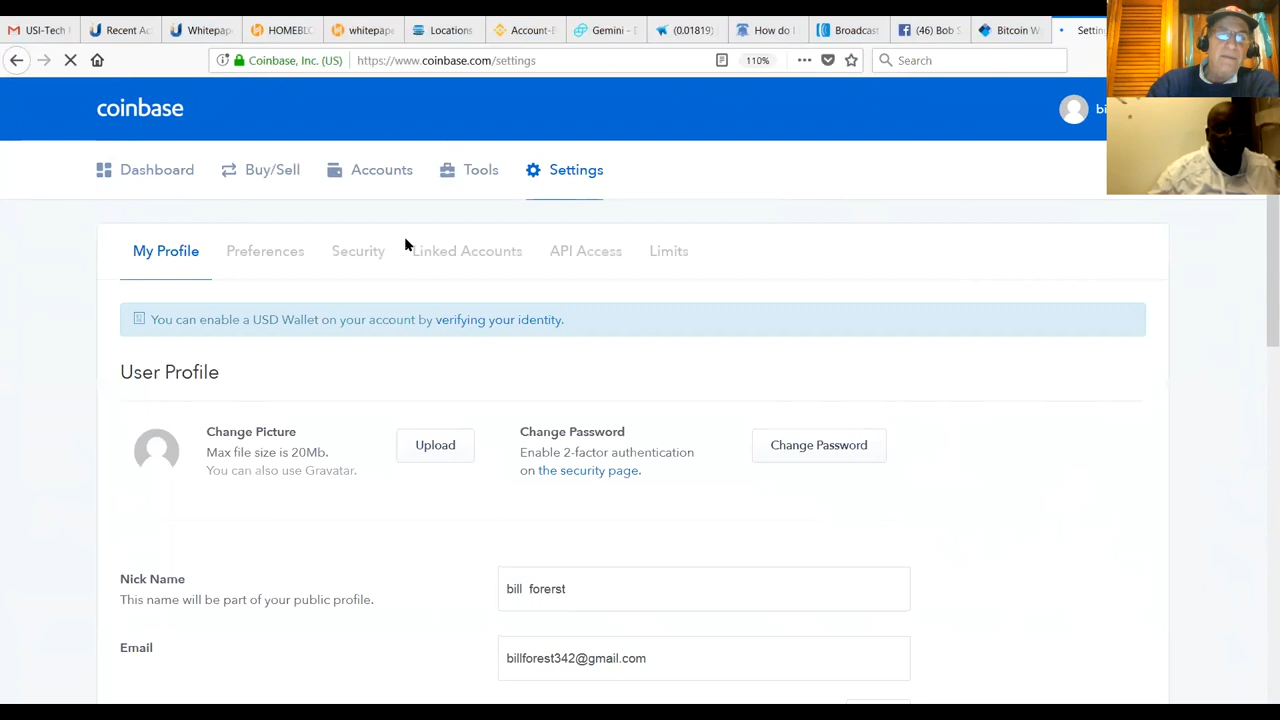 USI-Tech
Recent Ac
Whitepap
HOMEBL
whitepape
Locations
Account-E
Gemini -
(0.01819)
How do I
Broadcas
(46) Bob S
Bitcoin W
Settin
Coinbase, Inc. (US)
https://www.coinbase.com/settings
110%
Search
coinbase
bi
Dashboard
Buy/Sell
Accounts
Tools
Settings
My Profile
Preferences
Security
Linked Accounts
API Access
Limits
You can enable a USD Wallet on your account by verifying your identity.
User Profile
Change Picture
Max file size is 20Mb.
You can also use Gravatar.
Upload
Change Password
Enable 2-factor authentication
on the security page.
Change Password
Nick Name
This name will be part of your public profile.
bill forerst
Email
billforest342@gmail.com